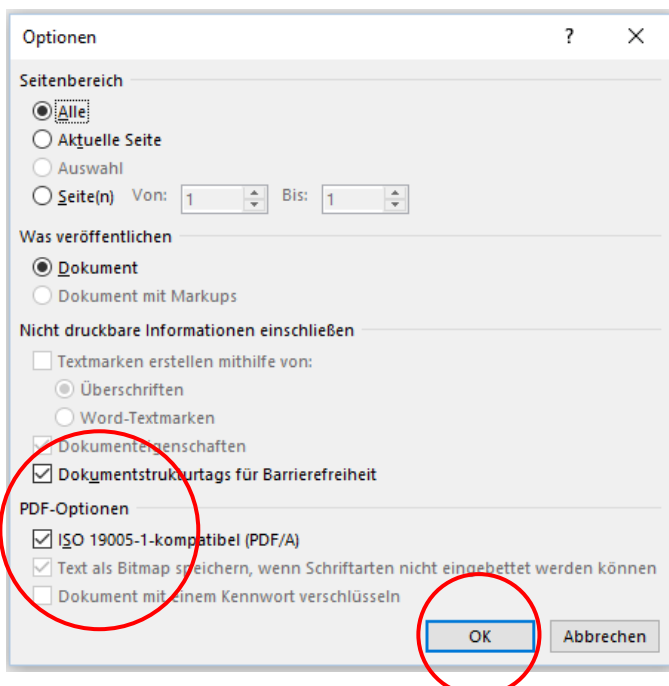 Optionen ?
Seitenbereich
Alle
Aktuelle Seite
Auswahl
Seite(n) Von: 1 Bis: 1
Was veröffentlichen
Dokument
Dokument mit Markups
Nicht druckbare Informationen einschließen
Textmarken erstellen mithilfe von:
Überschriften
Word-Textmarken
Dokumenteigenschaften
Dokumentstrukturtags für Barrierefreiheit
PDF-Optionen
ISO 19005-1-kompatibel (PDF/A)
Text als Bitmap speichern, wenn Schriftarten nicht eingebettet werden können
Dokument mit einem Kennwort verschlüsseln
OK Abbrechen